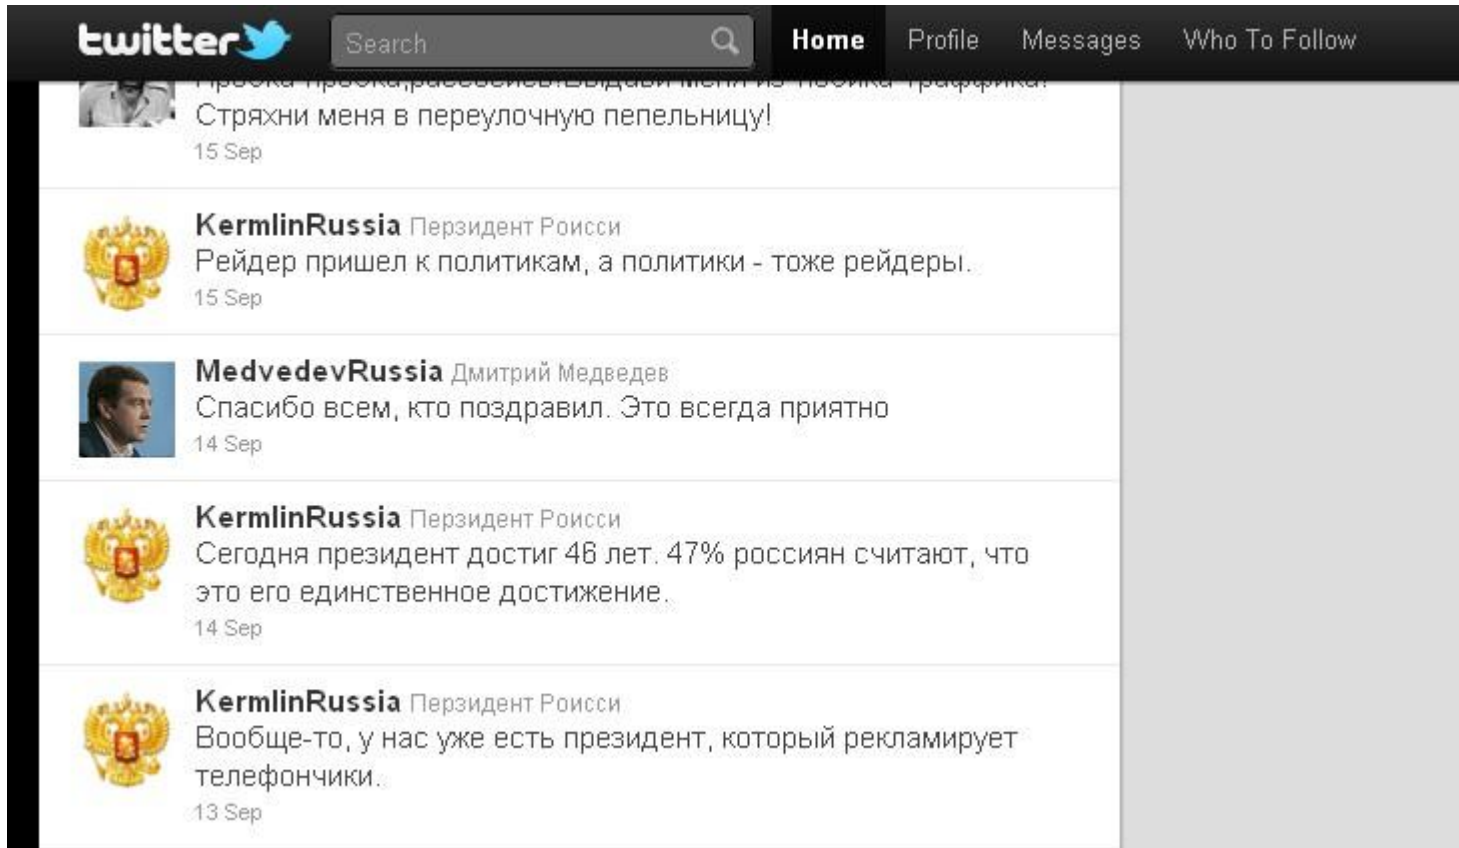 twitter
Search
Home Profile Messages Who To Follow
Стряхни меня в переулочную пепельницу!
15 Sep
KermlinRussia Перзидент Роисси
Рейдер пришел к политикам, а политики - тоже рейдеры.
15 Sep
MedvedevRussia Дмитрий Медведев
Спасибо всем, кто поздравил. Это всегда приятно
14 Sep
KermlinRussia Перзидент Роисси
Сегодня президент достиг 46 лет. 47% россиян считают, что
это его единственное достижение.
14 Sep
KermlinRussia Перзидент Роисси
Вообще-то, у нас уже есть президент, который рекламирует
телефончики.
13 Sep